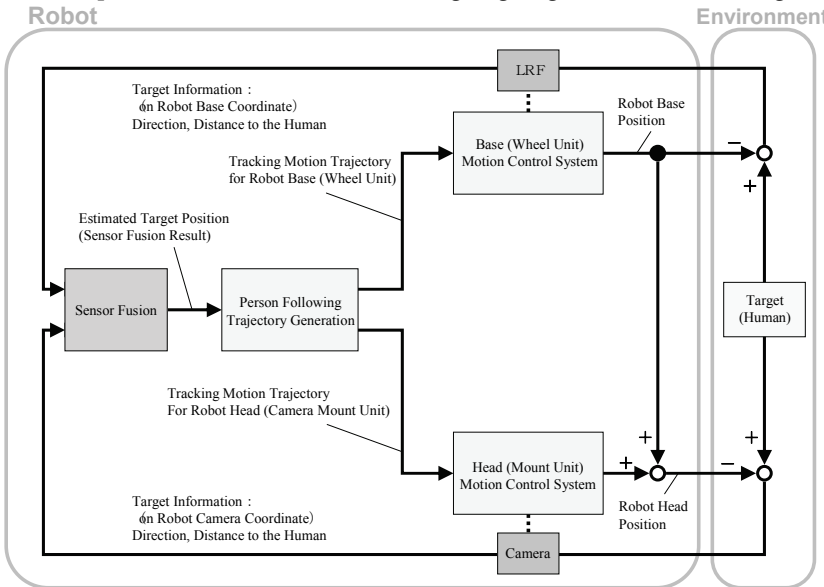 Robot
Environment
LRF
Target Information :
(on Robot Base Coordinate)
Direction, Distance to the Human
Robot Base
Position
Base (Wheel Unit)
Motion Control System
−
+
Tracking Motion Trajectory
for Robot Base (Wheel Unit)
Estimated Target Position
(Sensor Fusion Result)
Sensor Fusion
Person Following
Trajectory Generation
Target
(Human)
Tracking Motion Trajectory
For Robot Head (Camera Mount Unit)
+
+
Head (Mount Unit)
Motion Control System
+
−
Target Information :
(on Robot Camera Coordinate)
Direction, Distance to the Human
Robot Head
Position
Camera